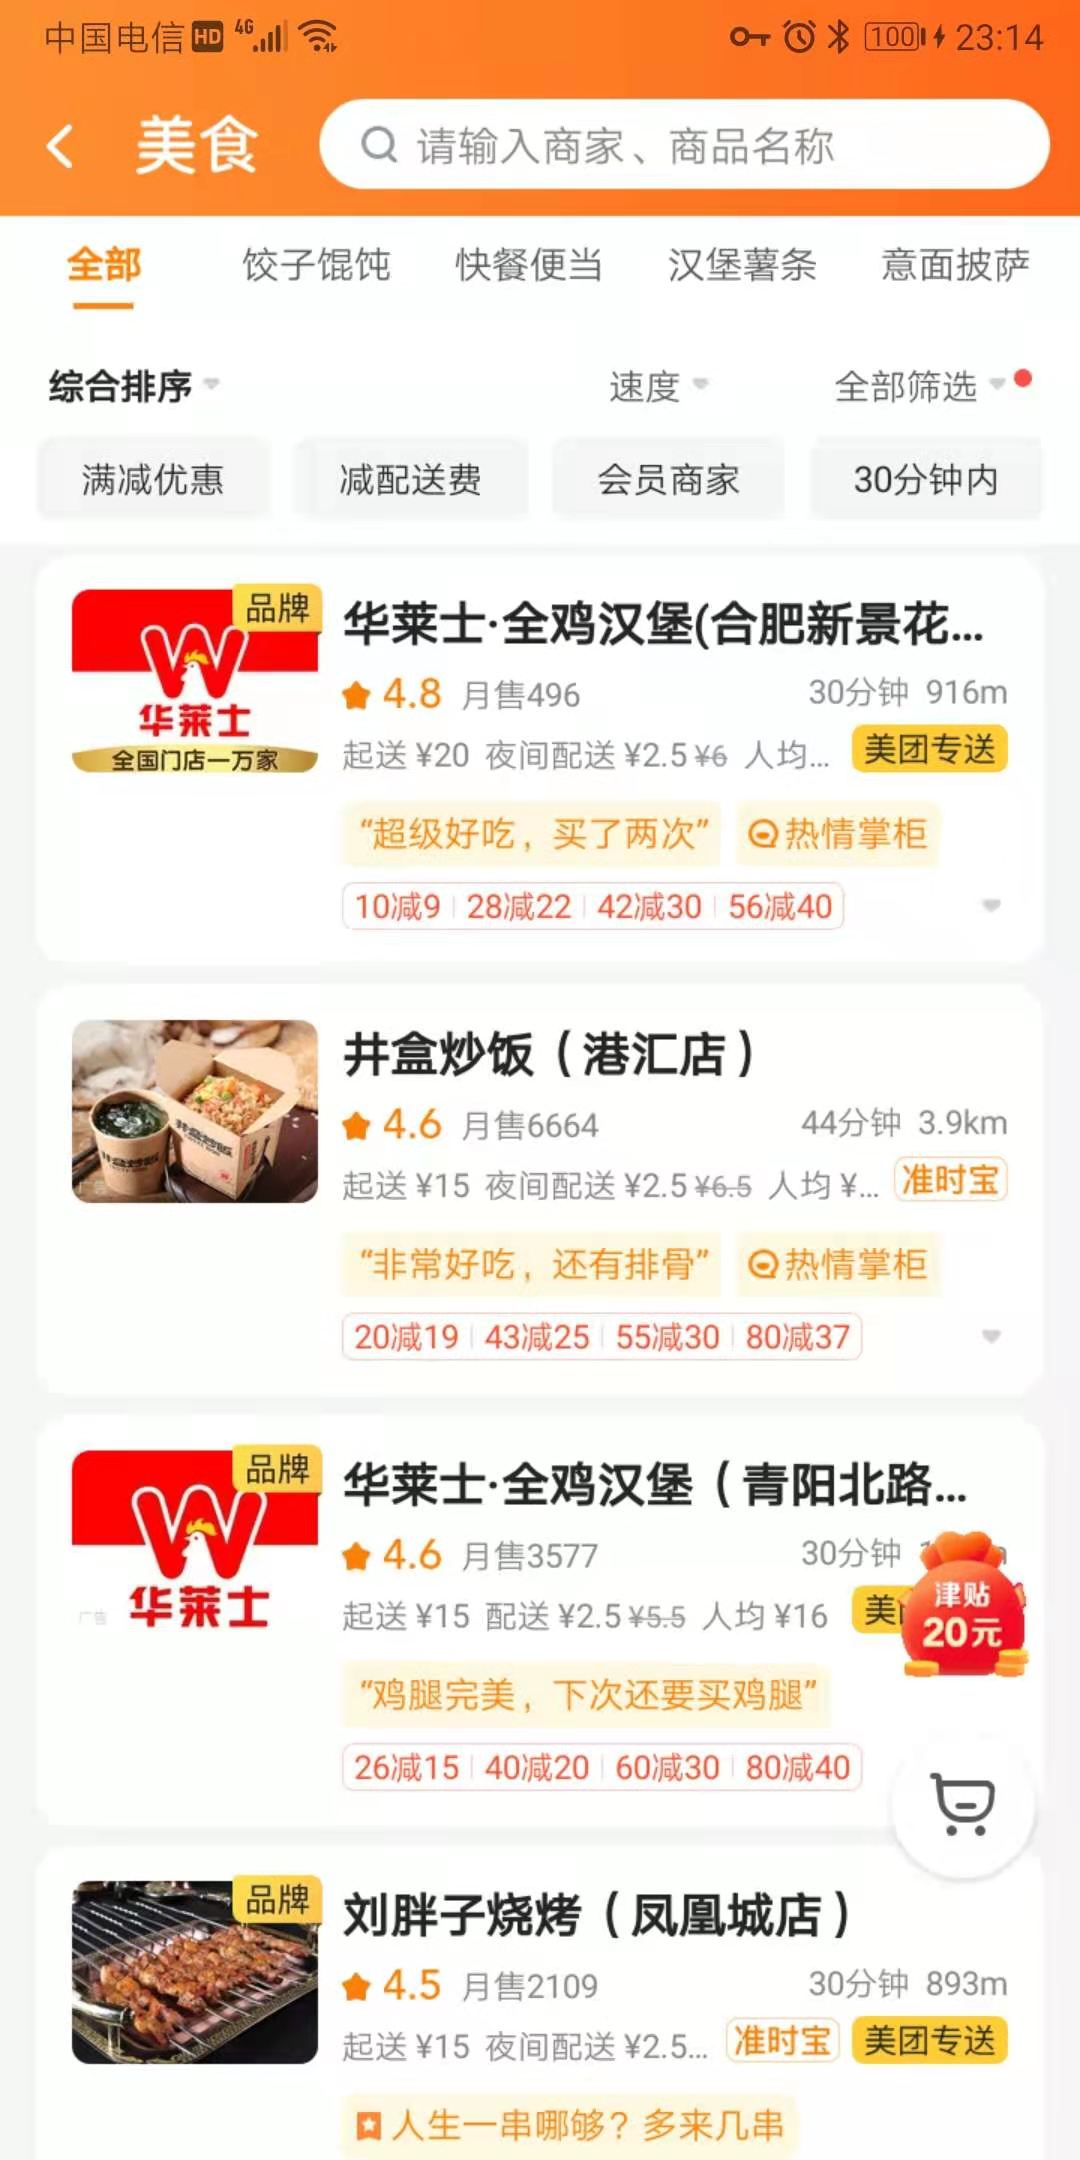 中国电信 HD 4G 100 23:14
美食 请输入商家、商品名称
全部 饺子馄饨 快餐便当 汉堡薯条 意面披萨
综合排序 速度 全部筛选
满减优惠 减配送费 会员商家 30分钟内
品牌
华莱士
全国门店一万家
华莱士·全鸡汉堡(合肥新景花...
4.8 月售496 30分钟 916m
起送 ¥20 夜间配送 ¥2.5 ¥6 人均... 美团专送
“超级好吃，买了两次” 热情掌柜
10减9 28减22 42减30 56减40
井盒炒饭
井盒炒饭（港汇店）
4.6 月售6664 44分钟 3.9km
起送 ¥15 夜间配送 ¥2.5 ¥6.5 人均 ¥... 准时宝
“非常好吃，还有排骨” 热情掌柜
20减19 43减25 55减30 80减37
品牌
华莱士
广告
华莱士·全鸡汉堡（青阳北路...
4.6 月售3577 30分钟
起送 ¥15 配送 ¥2.5 ¥5.5 人均 ¥16 美
津贴
20元
“鸡腿完美，下次还要买鸡腿”
26减15 40减20 60减30 80减40
品牌
刘胖子烧烤（凤凰城店）
4.5 月售2109 30分钟 893m
起送 ¥15 夜间配送 ¥2.5... 准时宝 美团专送
人生一串哪够？多来几串